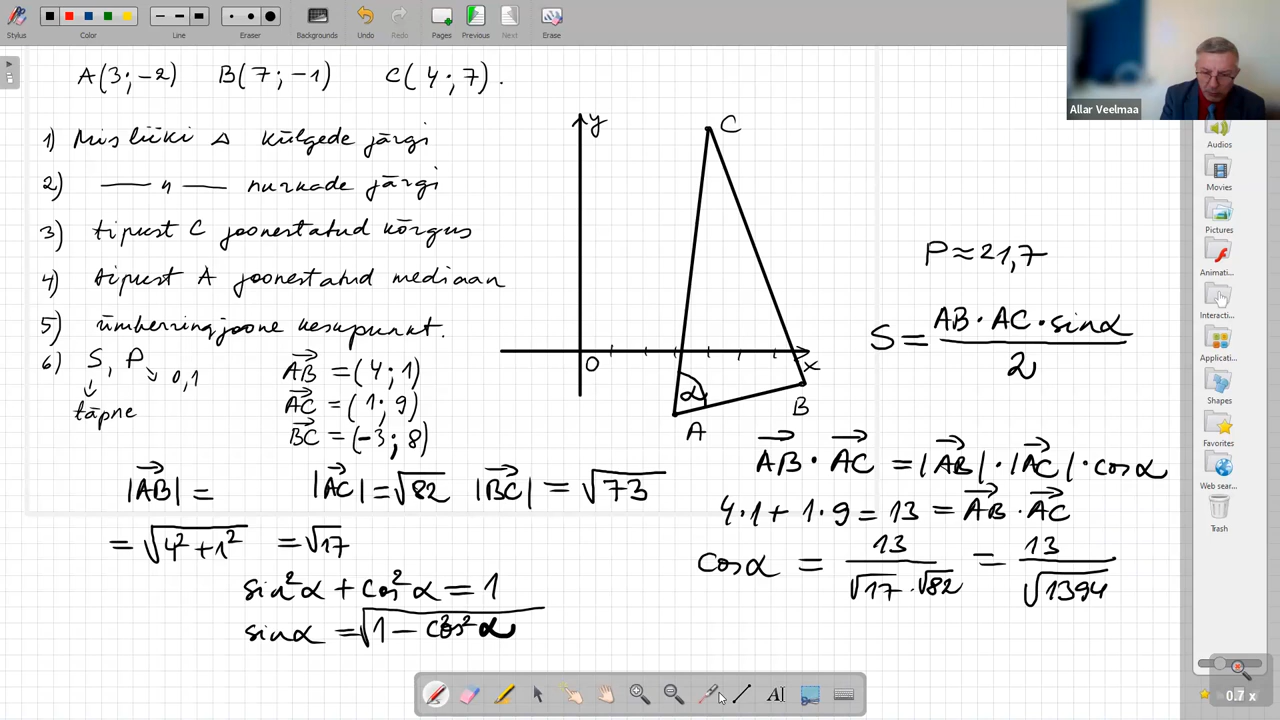 Stylus Color Line Eraser Backgrounds Undo Redo Pages Previous Next Erase
Allar Veelmaa
A(3; -2) B(7; -1) C(4; 7).
1) Mis liiki △ külgede järgi
2) —— " —— nurkade järgi
3) tipust C joonestatud kõrgus
4) tipust A joonestatud mediaan
5) ümberringjoone keskpunkt.
6) S, P
täpne
0,1
→AB = (4; 1)
→AC = (1; 9)
→BC = (-3; 8)
|→AB| = |→AC| = √82 |→BC| = √73
= √(4² + 1²) = √17
sin²α + cos²α = 1
sinα = √(1 - cos²α)
y
C
0
x
α
A
B
P ≈ 21,7
S = (AB · AC · sinα)/2
→AB · →AC = |→AB| · |→AC| · cosα
4·1 + 1·9 = 13 = →AB · →AC
cosα = 13/(√17 · √82) = 13/√1394
Audios
Movies
Pictures
Animati...
Interacti...
Applicati...
Shapes
Favorites
Web sear...
Trash
0.7 x